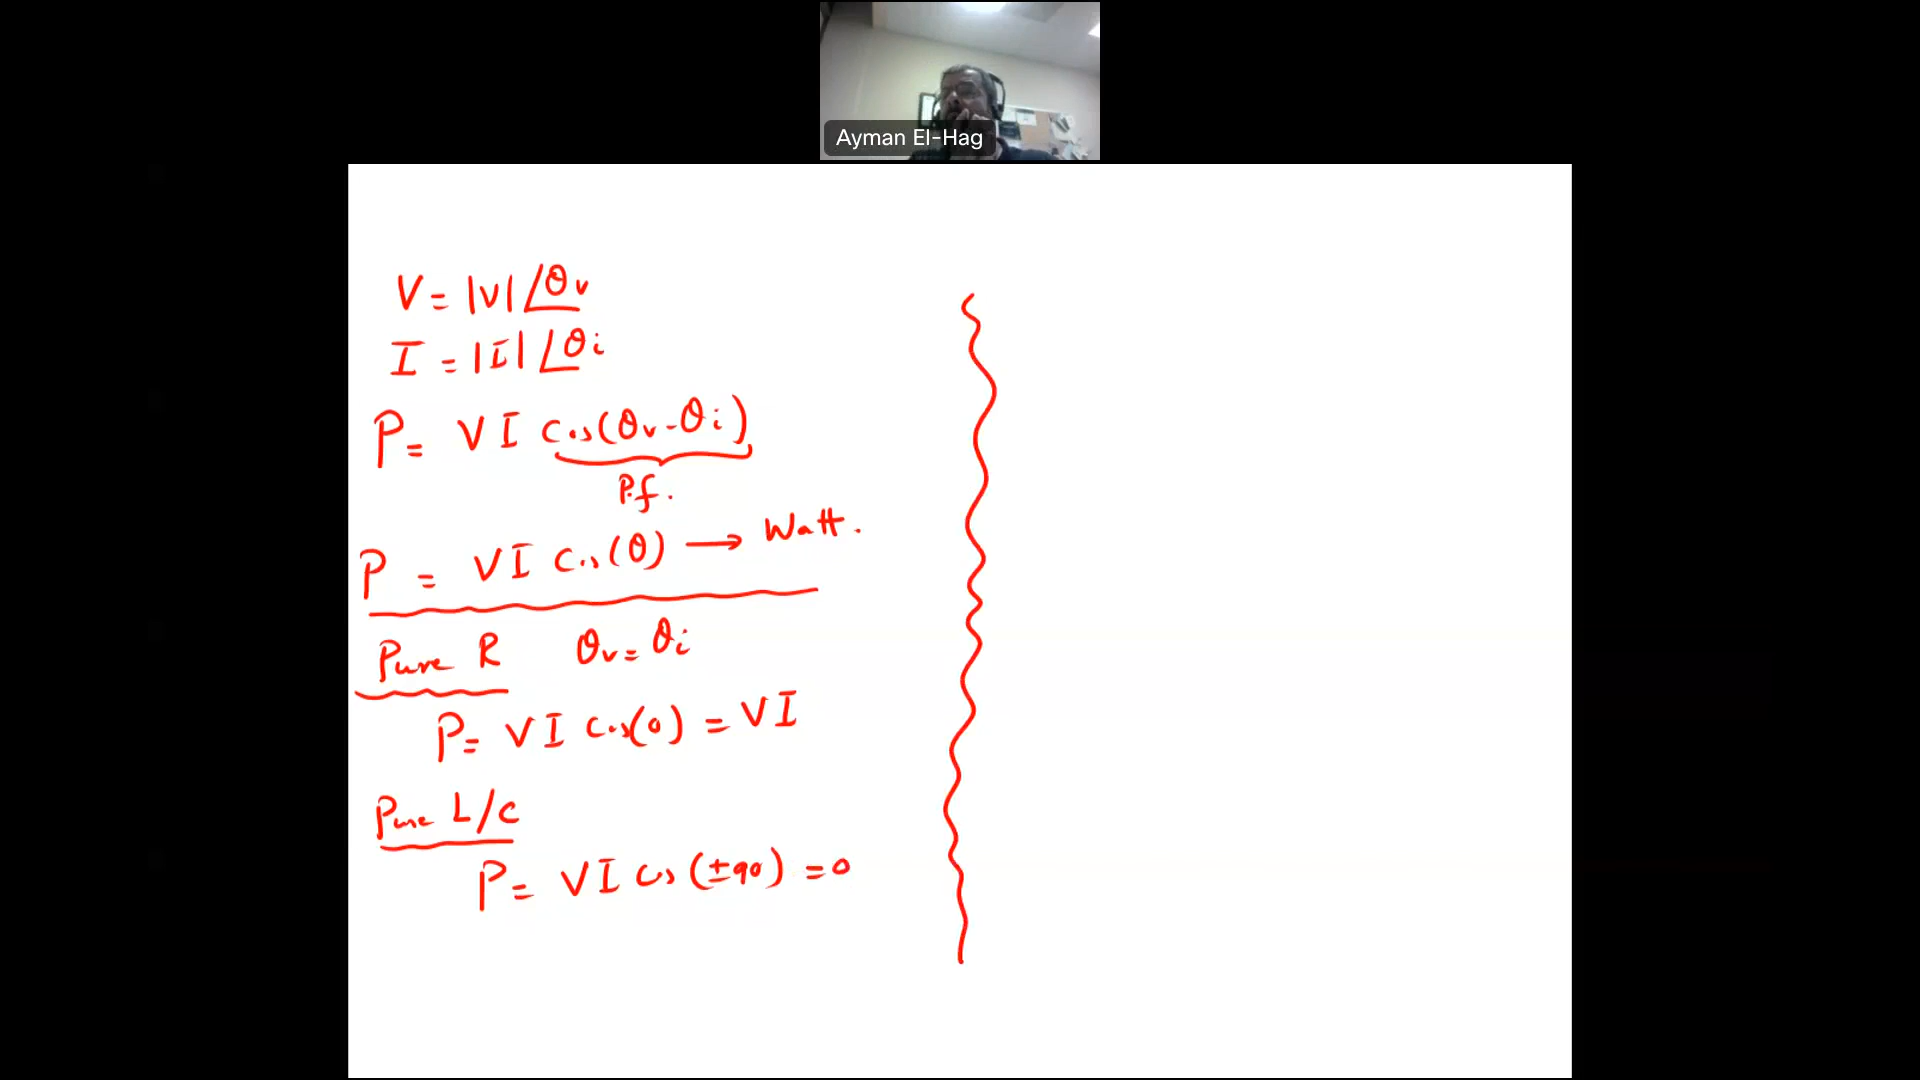 Ayman El-Hag
V = |V| ∠θv
I = |I| ∠θi
P = V I Cos(θv - θi)
P.f.
P = V I Cos(θ) → Watt.
Pure R θv = θi
P = V I Cos(0) = V I
Pure L/C
P = V I Cos(±90) = 0